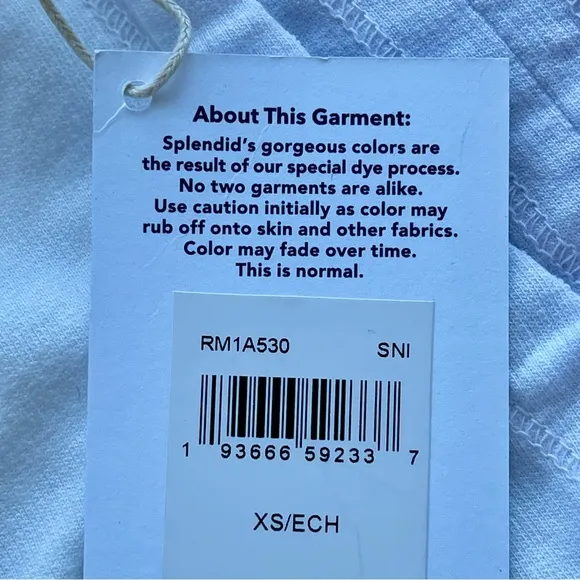 About This Garment:
Splendid's gorgeous colors are
the result of our special dye process.
No two garments are alike.
Use caution initially as color may
rub off onto skin and other fabrics.
Color may fade over time.
This is normal.
RM1A530 SNI
1 93666 59233 7
XS/ECH